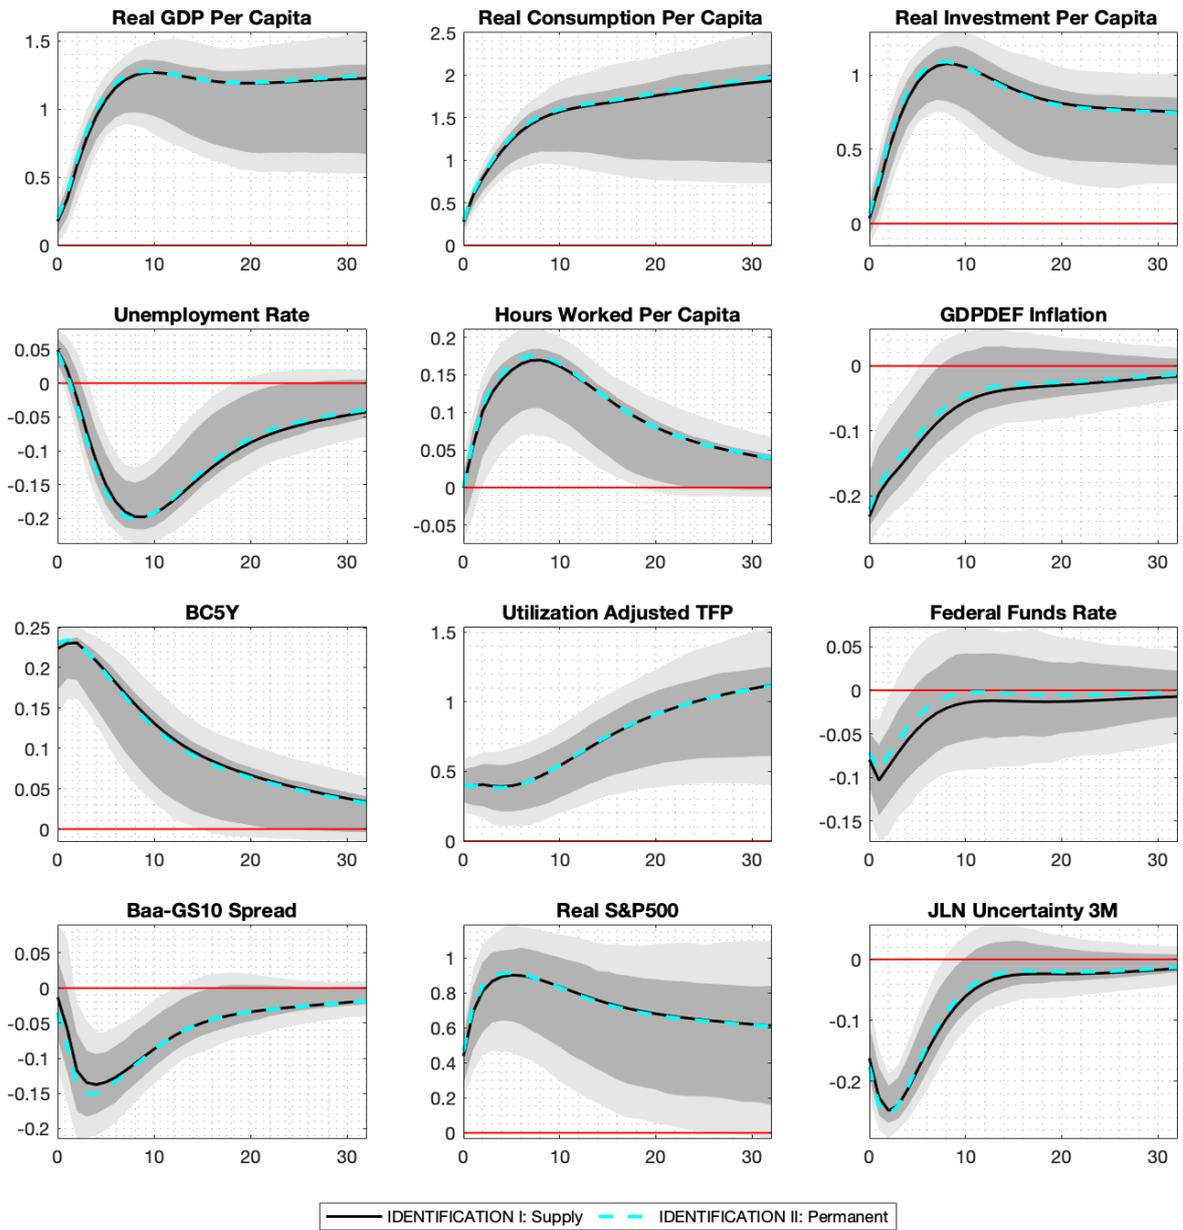 Real GDP Per Capita
1.5
1
0.5
0
0 10 20 30
Real Consumption Per Capita
2.5
2
1.5
1
0.5
0
0 10 20 30
Real Investment Per Capita
1
0.5
0
0 10 20 30
Unemployment Rate
0.05
0
-0.05
-0.1
-0.15
-0.2
0 10 20 30
Hours Worked Per Capita
0.2
0.15
0.1
0.05
0
-0.05
0 10 20 30
GDPDEF Inflation
0
-0.1
-0.2
0 10 20 30
BC5Y
0.25
0.2
0.15
0.1
0.05
0
0 10 20 30
Utilization Adjusted TFP
1.5
1
0.5
0
0 10 20 30
Federal Funds Rate
0.05
0
-0.05
-0.1
-0.15
0 10 20 30
Baa-GS10 Spread
0.05
0
-0.05
-0.1
-0.15
-0.2
0 10 20 30
Real S&P500
1
0.8
0.6
0.4
0.2
0
0 10 20 30
JLN Uncertainty 3M
0
-0.1
-0.2
0 10 20 30
IDENTIFICATION I: Supply IDENTIFICATION II: Permanent